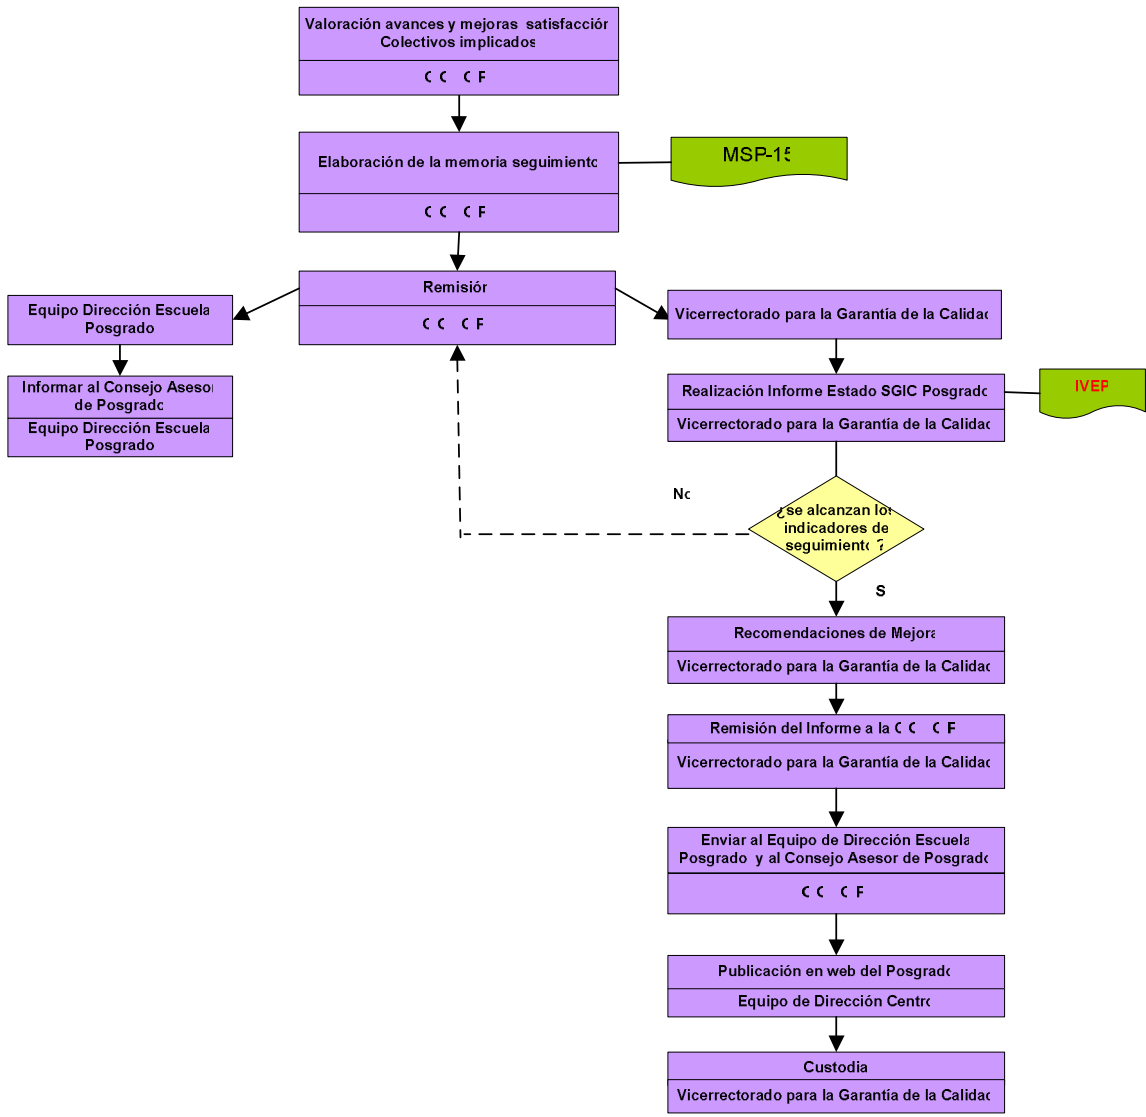 Valoración avances y mejoras satisfacción
Colectivos implicados
Elaboración de la memoria seguimiento
MSP-15
Remisión
Equipo Dirección Escuela
Posgrado
Informar al Consejo Asesor
de Posgrado
Equipo Dirección Escuela
Posgrado
Vicerrectorado para la Garantía de la Calidad
Realización Informe Estado SGIC Posgrado
Vicerrectorado para la Garantía de la Calidad
No
¿se alcanzan los
indicadores de
seguimiento ?
S
Recomendaciones de Mejora
Vicerrectorado para la Garantía de la Calidad
Remisión del Informe a la
Vicerrectorado para la Garantía de la Calidad
Enviar al Equipo de Dirección Escuela
Posgrado y al Consejo Asesor de Posgrado
Publicación en web del Posgrado
Equipo de Dirección Centro
Custodia
Vicerrectorado para la Garantía de la Calidad